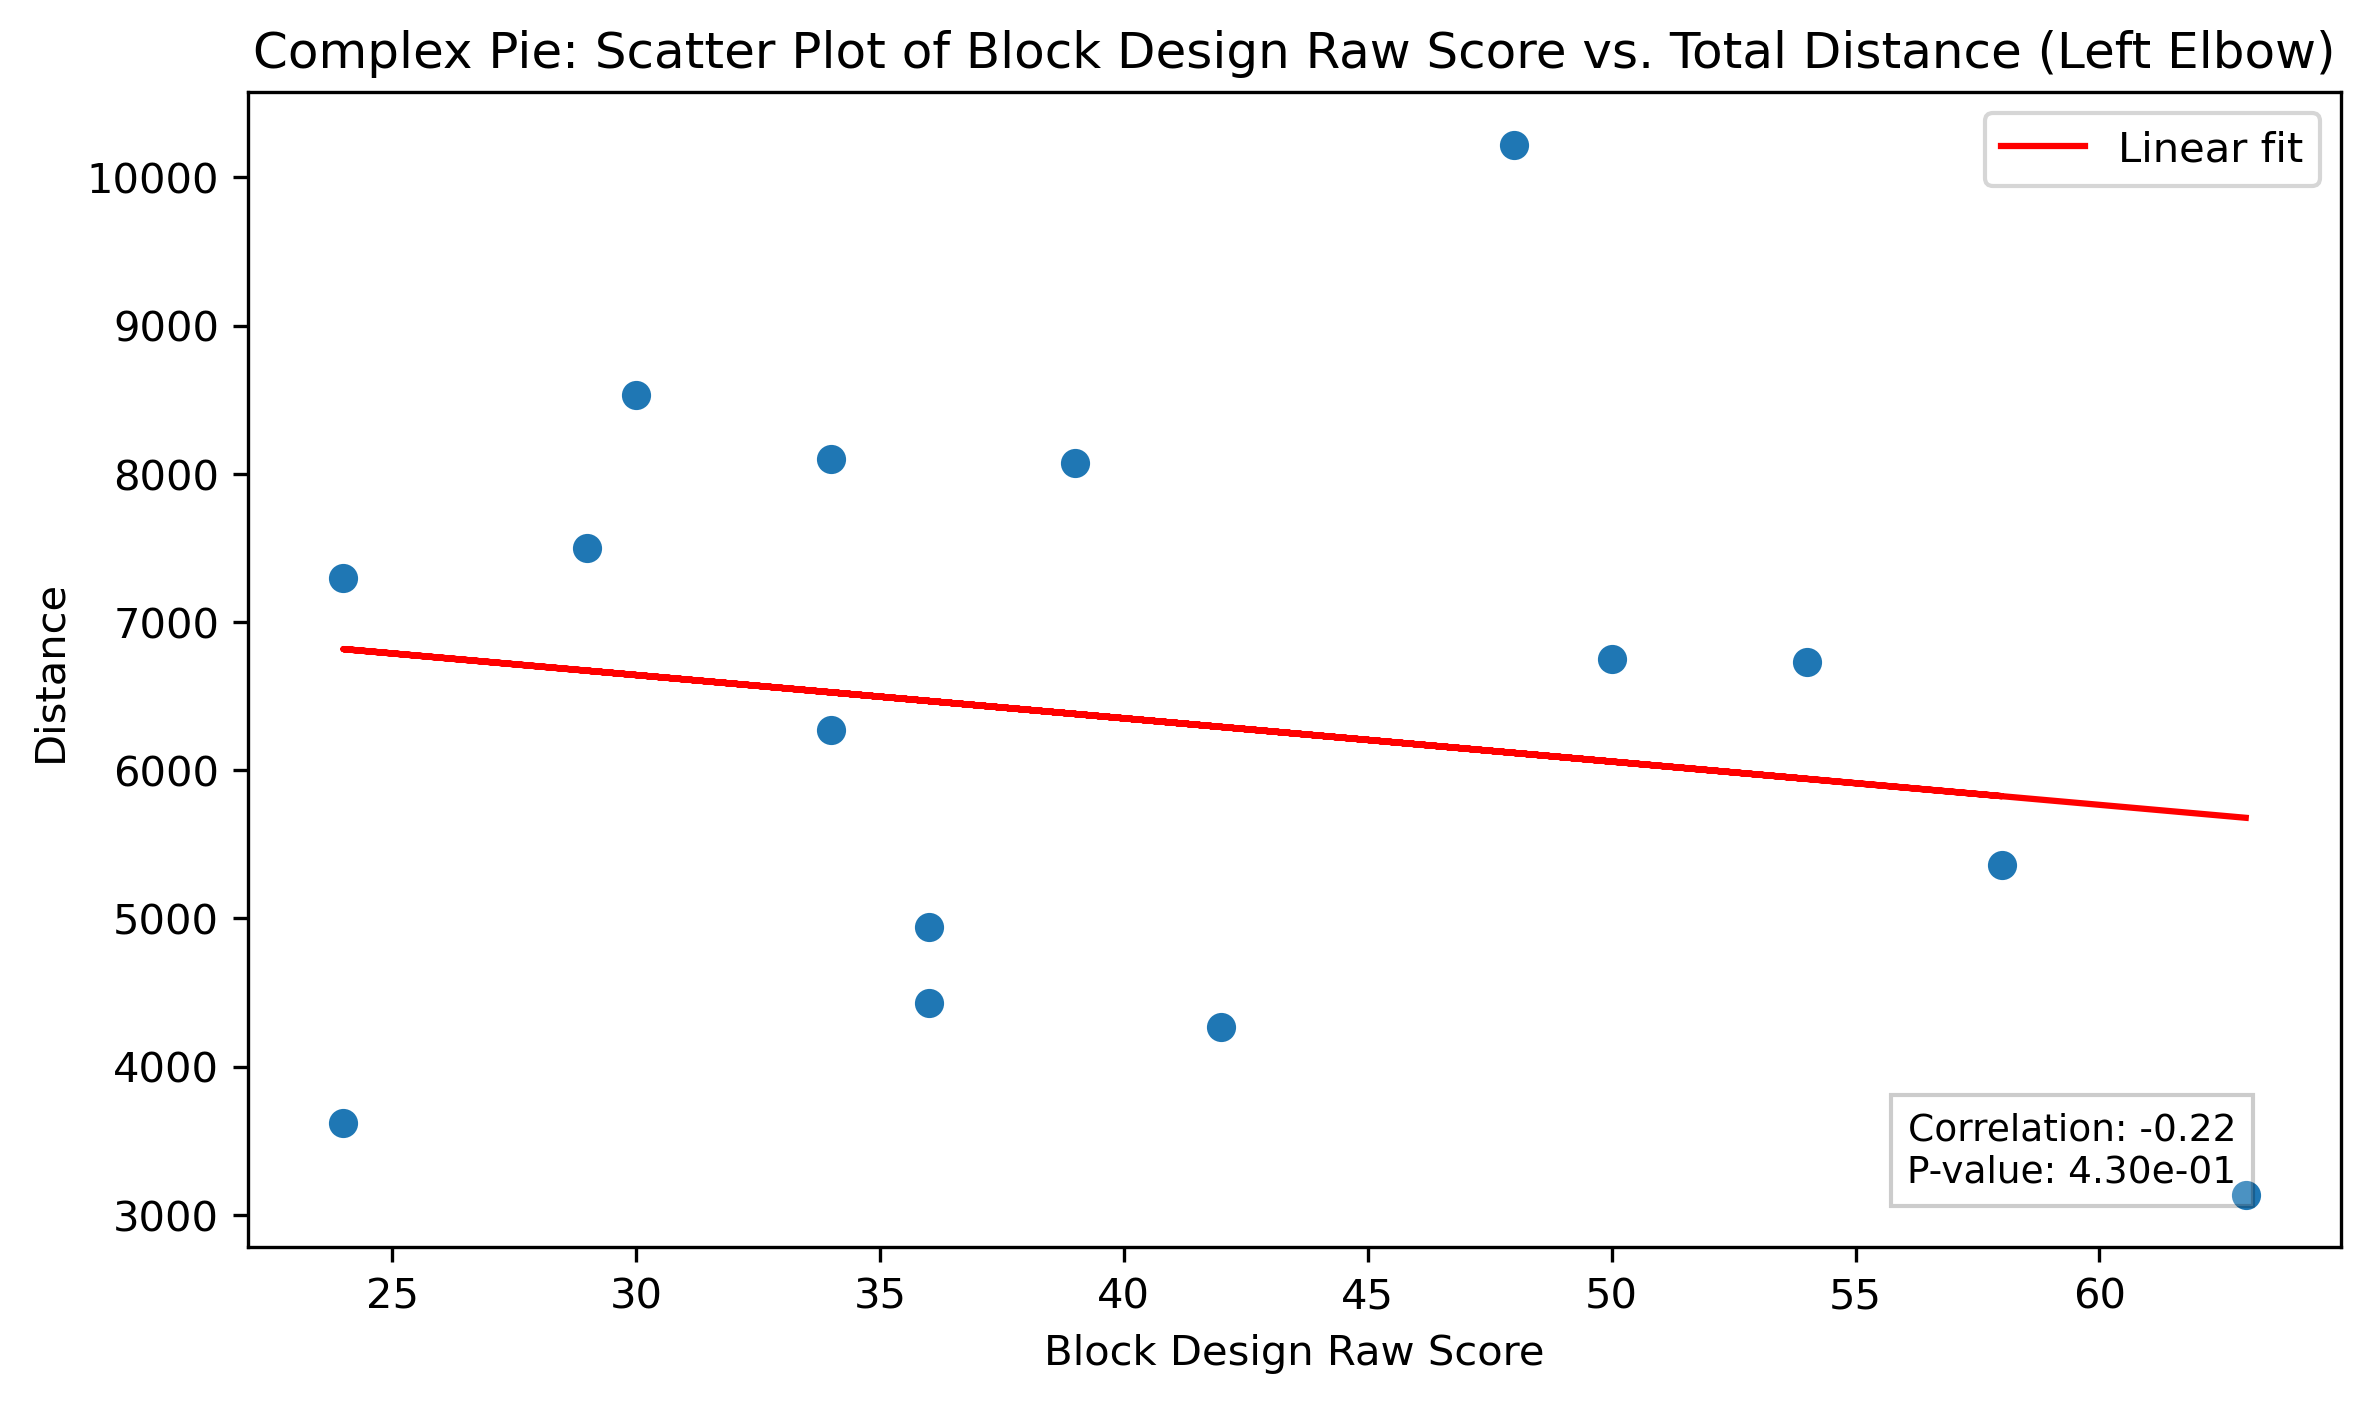 Complex Pie: Scatter Plot of Block Design Raw Score vs. Total Distance (Left Elbow)
Linear fit
10000
9000
8000
7000
6000
5000
4000
3000
Distance
Correlation: -0.22
P-value: 4.30e-01
25 30 35 40 45 50 55 60
Block Design Raw Score